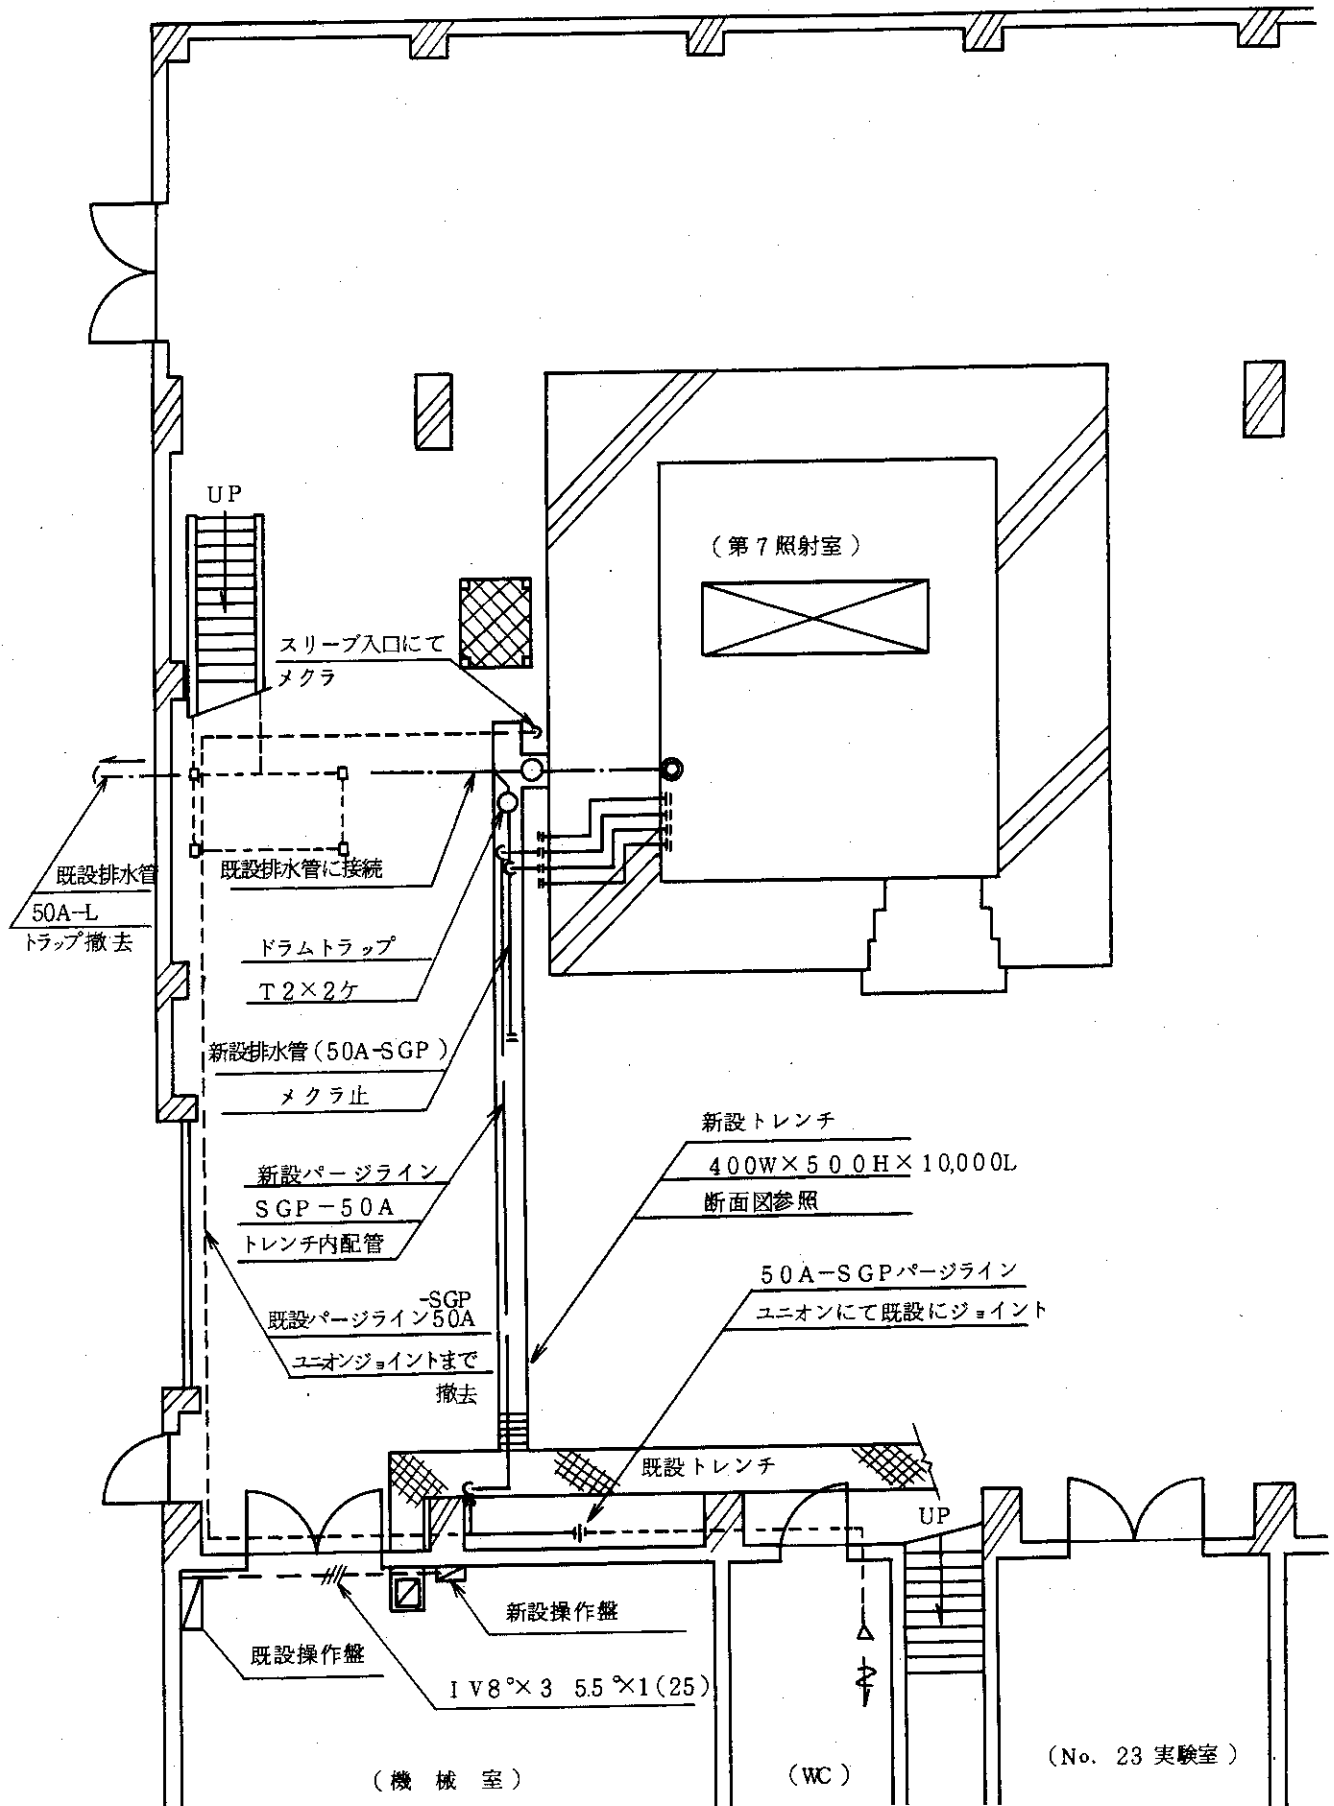 UP
(第7照射室)
スリーブ入口にて
メクラ
既設排水管
50A-L
トラップ撤去
既設排水管に接続
ドラムトラップ
T2×2ケ
新設排水管(50A-SGP)
メクラ止
新設パージライン
SGP-50A
トレンチ内配管
新設トレンチ
400W×500H×10,000L
断面図参照
50A-SGPパージライン
ユニオンにて既設にジョイント
-SGP
既設パージライン50A
ユニオンジョイントまで
撤去
既設トレンチ
UP
新設操作盤
既設操作盤
IV8°×3 5.5°×1(25)
(機械室)
(WC)
(No. 23 実験室)